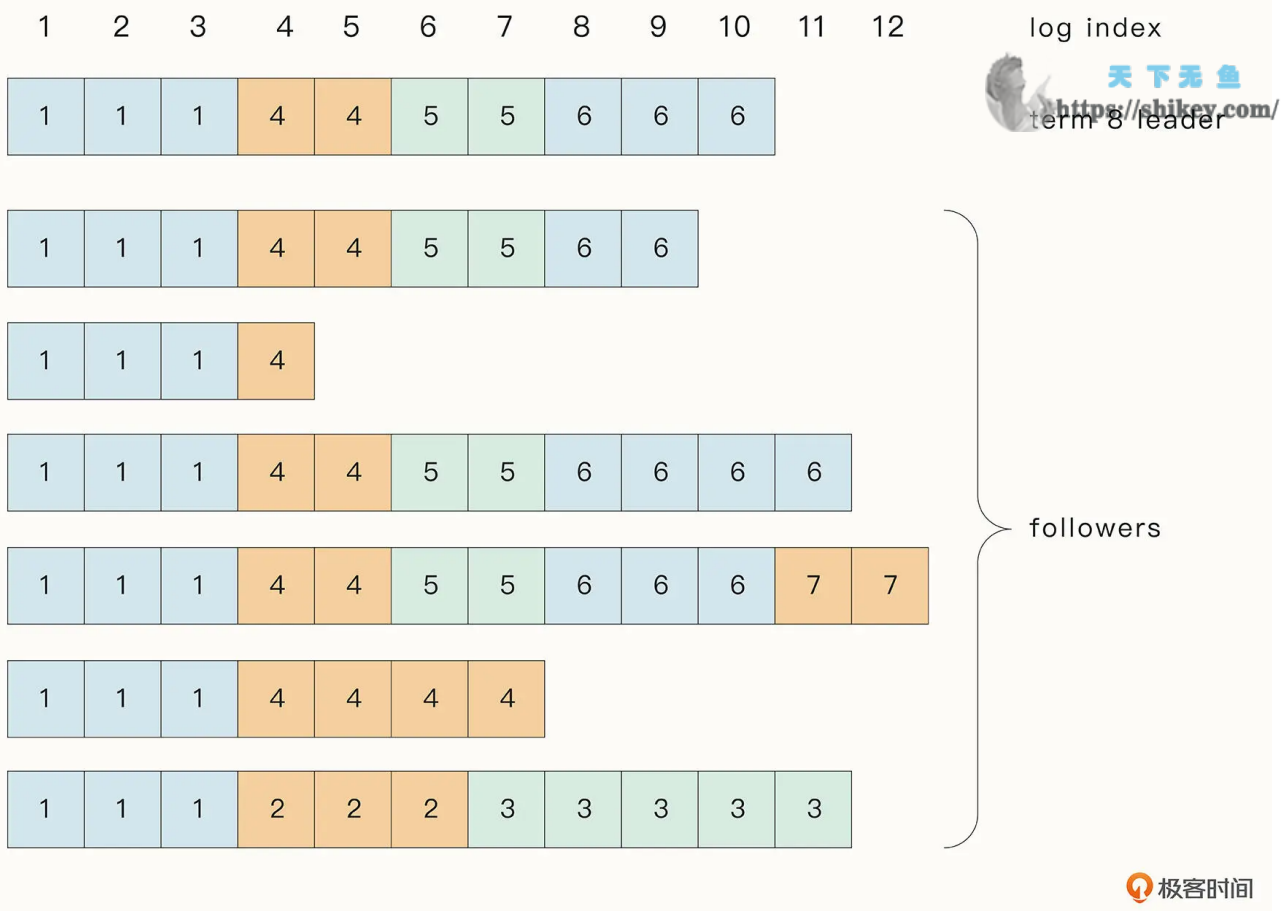 1 2 3 4 5 6 7 8 9 10 11 12 log index
天下无鱼
https://shikey.com/
1 1 1 4 4 5 5 6 6 6 term 8 leader
1 1 1 4 4 5 5 6 6
1 1 1 4
1 1 1 4 4 5 5 6 6 6 6
followers
1 1 1 4 4 5 5 6 6 6 7 7
1 1 1 4 4 4 4
1 1 1 2 2 2 3 3 3 3 3
极客时间